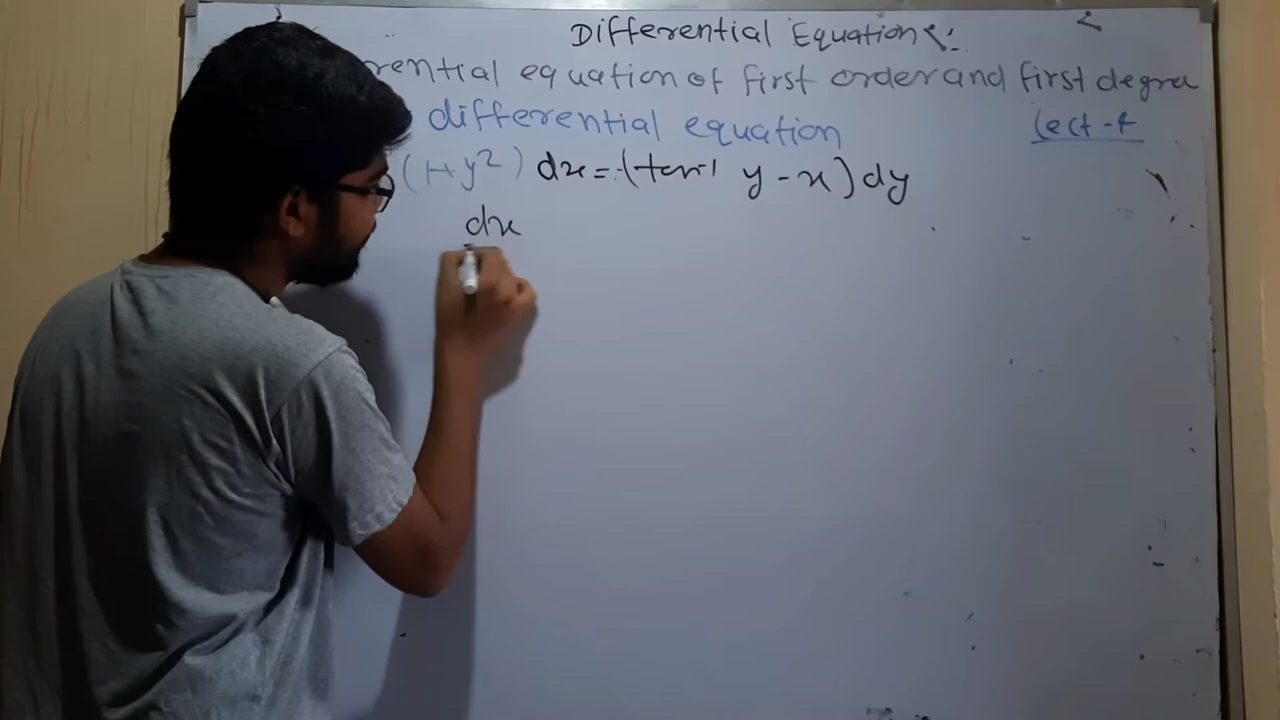 Differential Equation :
rential equation of first order and first degree
differential equation Lect-7
(1+y²) dx = (tan⁻¹ y - x) dy
dx